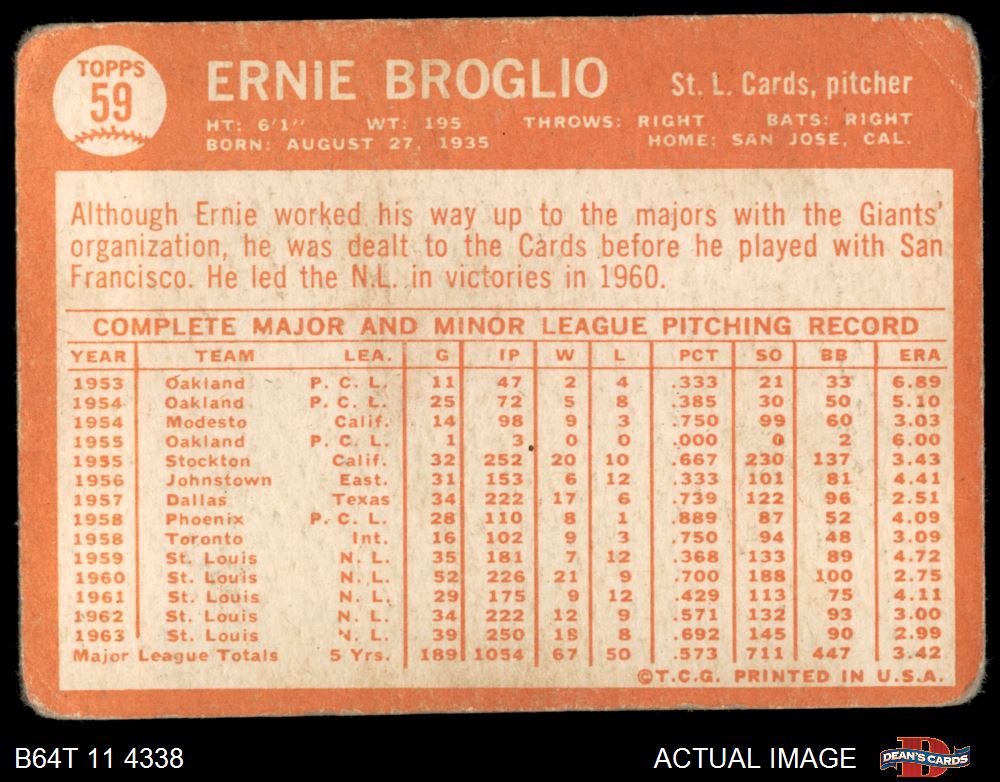 TOPPS
59
ERNIE BROGLIO St. L. Cards, pitcher
HT: 6'1" WT: 195 THROWS: RIGHT BATS: RIGHT
BORN: AUGUST 27, 1935 HOME: SAN JOSE, CAL.
Although Ernie worked his way up to the majors with the Giants'
organization, he was dealt to the Cards before he played with San
Francisco. He led the N.L. in victories in 1960.
COMPLETE MAJOR AND MINOR LEAGUE PITCHING RECORD
YEAR TEAM LEA. G IP W L PCT SO BB ERA
1953 Oakland P. C. L. 11 47 2 4 .333 21 33 6.89
1954 Oakland P. C. L. 25 72 5 8 .385 30 50 5.10
1954 Modesto Calif. 14 98 9 3 .750 99 60 3.03
1955 Oakland P. C. L. 1 3 0 0 .000 0 2 6.00
1955 Stockton Calif. 32 252 20 10 .667 230 137 3.43
1956 Johnstown East. 31 153 6 12 .333 101 81 4.41
1957 Dallas Texas 34 222 17 6 .739 122 96 2.51
1958 Phoenix P. C. L. 28 110 8 1 .889 87 52 4.09
1958 Toronto Int. 16 102 9 3 .750 94 48 3.09
1959 St. Louis N. L. 35 181 7 12 .368 133 89 4.72
1960 St. Louis N. L. 52 226 21 9 .700 188 100 2.75
1961 St. Louis N. L. 29 175 9 12 .429 113 75 4.11
1962 St. Louis N. L. 34 222 12 9 .571 132 93 3.00
1963 St. Louis N. L. 39 250 18 8 .692 145 90 2.99
Major League Totals 5 Yrs. 189 1054 67 50 .573 711 447 3.42
©T.C.G. PRINTED IN U.S.A.
B64T 11 4338 ACTUAL IMAGE DEAN'S CARDS